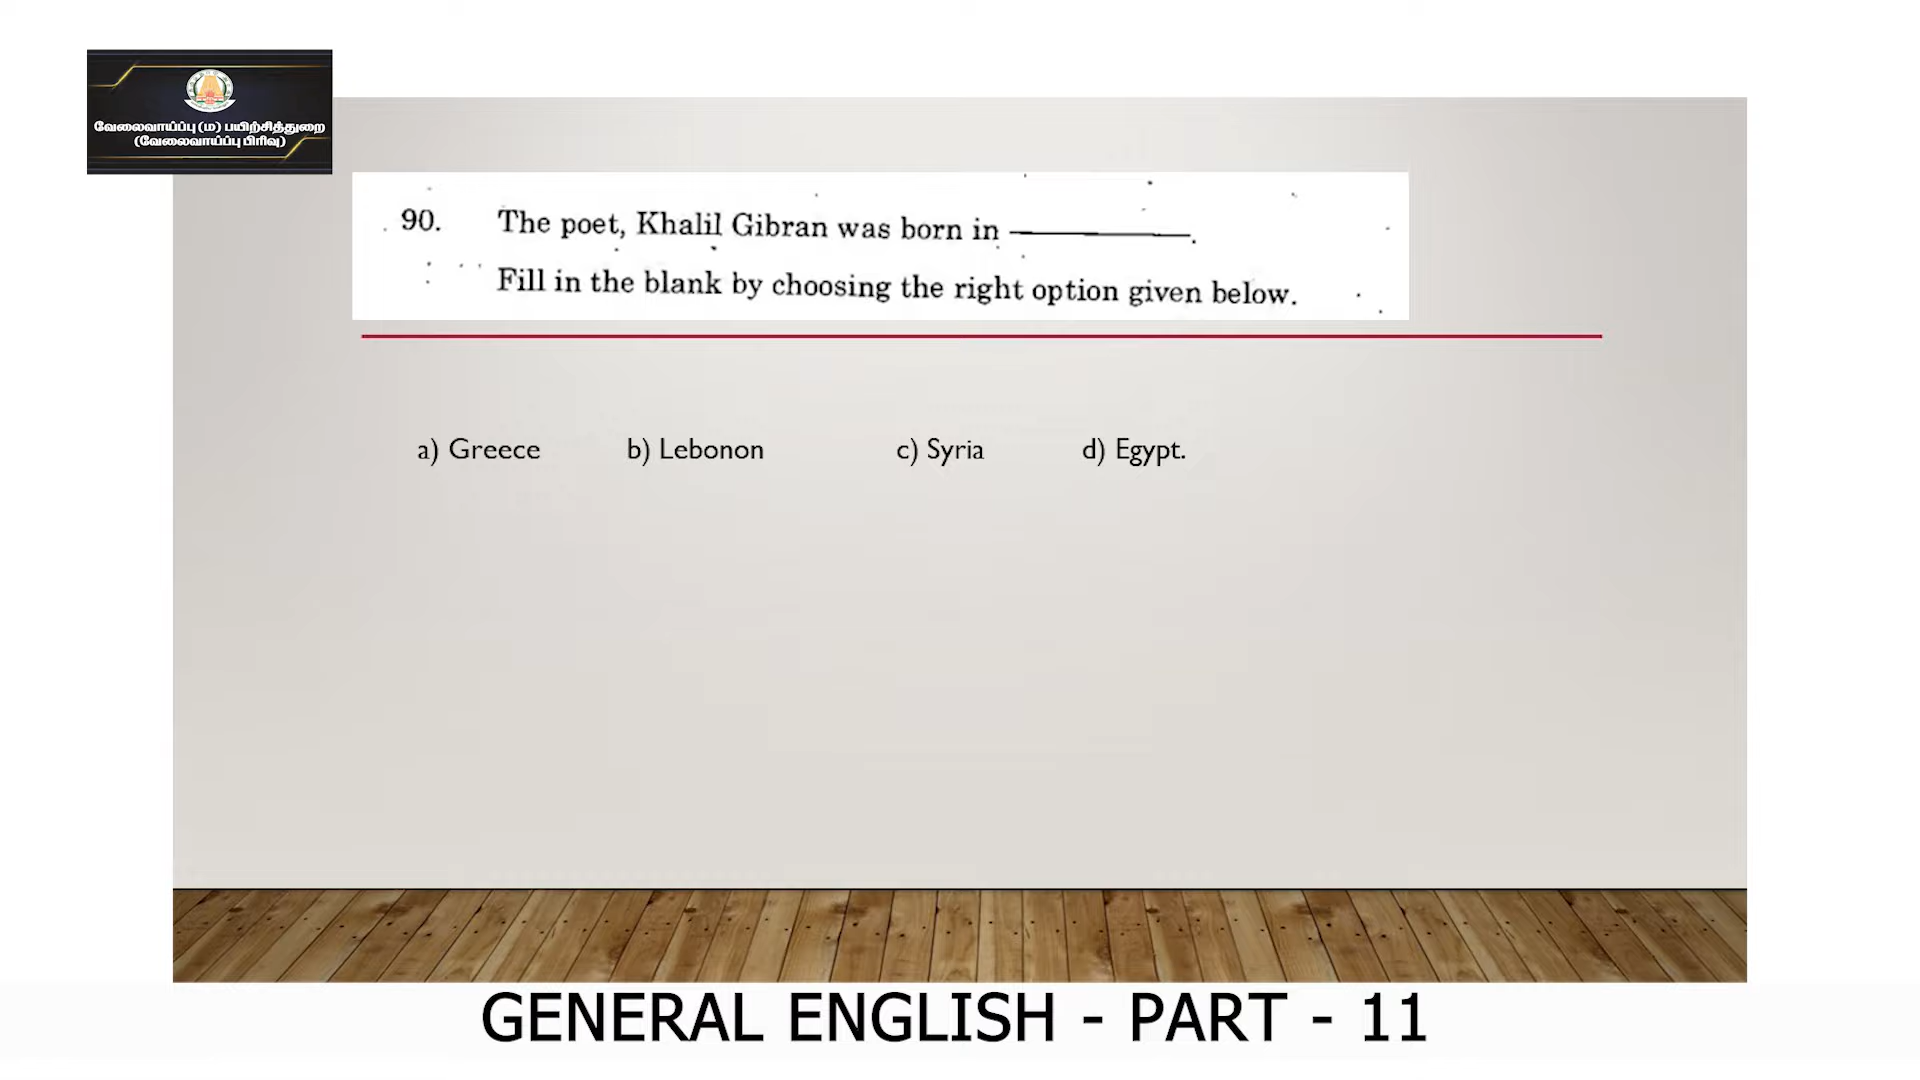 வேலைவாய்ப்பு (ம) பயிற்சித்துறை
(வேலைவாய்ப்பு பிரிவு)
90. The poet, Khalil Gibran was born in ____________.
Fill in the blank by choosing the right option given below.
a) Greece b) Lebonon c) Syria d) Egypt.
GENERAL ENGLISH - PART - 11